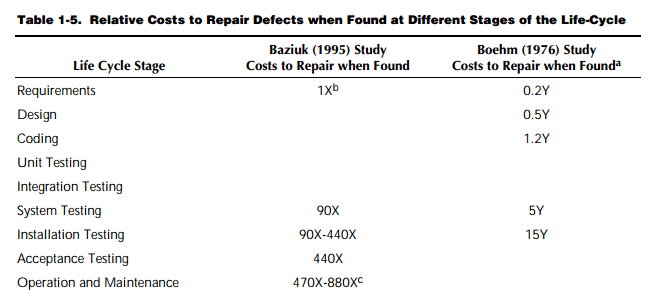 Table 1-5. Relative Costs to Repair Defects when Found at Different Stages of the Life-Cycle
Baziuk (1995) Study Boehm (1976) Study
Life Cycle Stage Costs to Repair when Found Costs to Repair when Foundᵃ
Requirements 1Xᵇ 0.2Y
Design 0.5Y
Coding 1.2Y
Unit Testing
Integration Testing
System Testing 90X 5Y
Installation Testing 90X-440X 15Y
Acceptance Testing 440X
Operation and Maintenance 470X-880Xᶜ